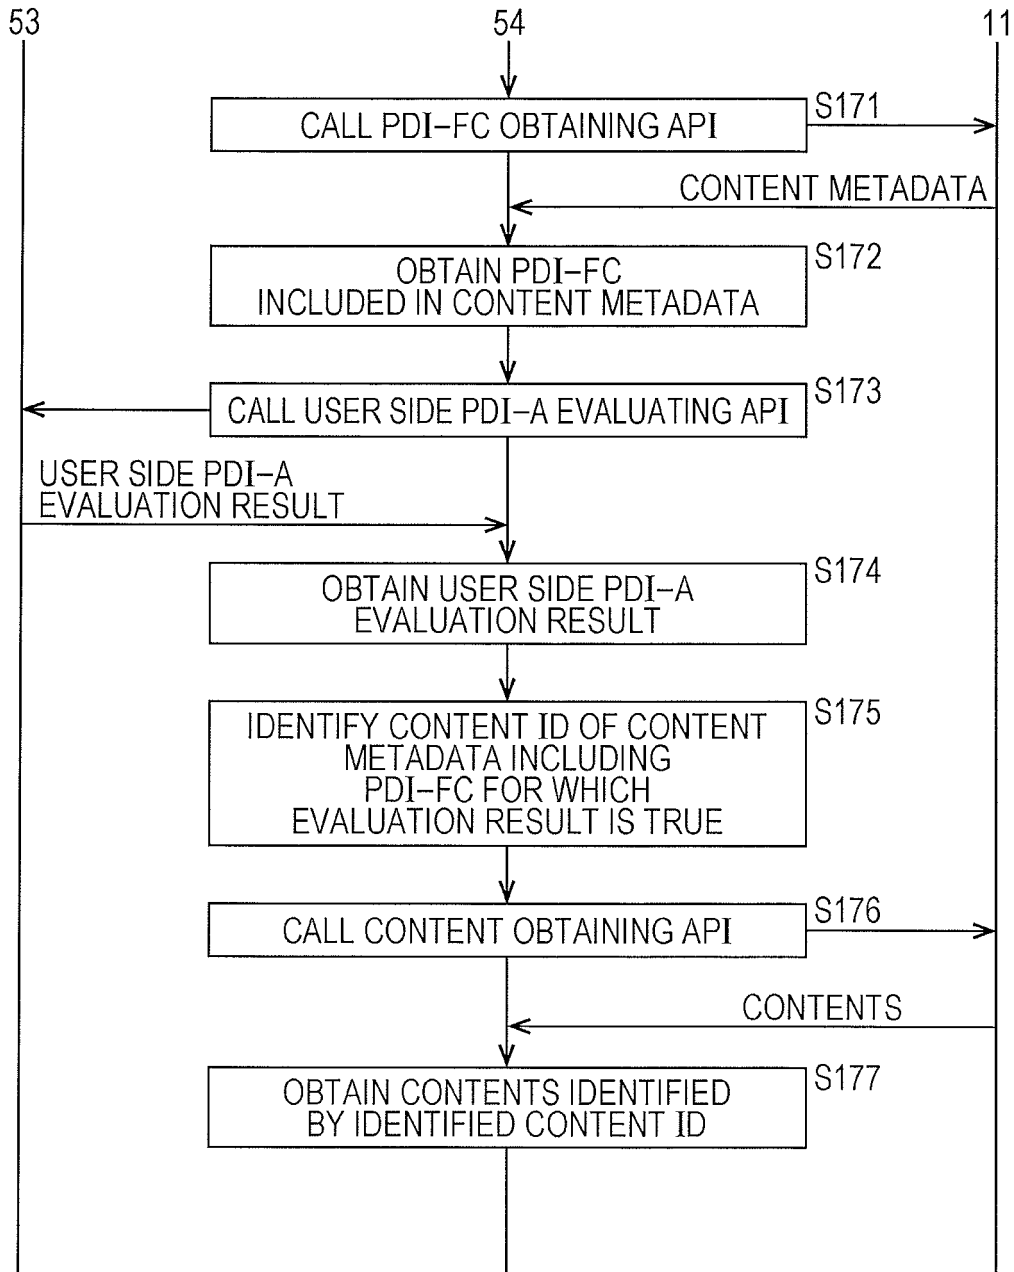 53
54
11
S171
CALL PDI-FC OBTAINING API
CONTENT METADATA
S172
OBTAIN PDI-FC
INCLUDED IN CONTENT METADATA
S173
CALL USER SIDE PDI-A EVALUATING API
USER SIDE PDI-A
EVALUATION RESULT
S174
OBTAIN USER SIDE PDI-A
EVALUATION RESULT
S175
IDENTIFY CONTENT ID OF CONTENT
METADATA INCLUDING
PDI-FC FOR WHICH
EVALUATION RESULT IS TRUE
S176
CALL CONTENT OBTAINING API
CONTENTS
S177
OBTAIN CONTENTS IDENTIFIED
BY IDENTIFIED CONTENT ID